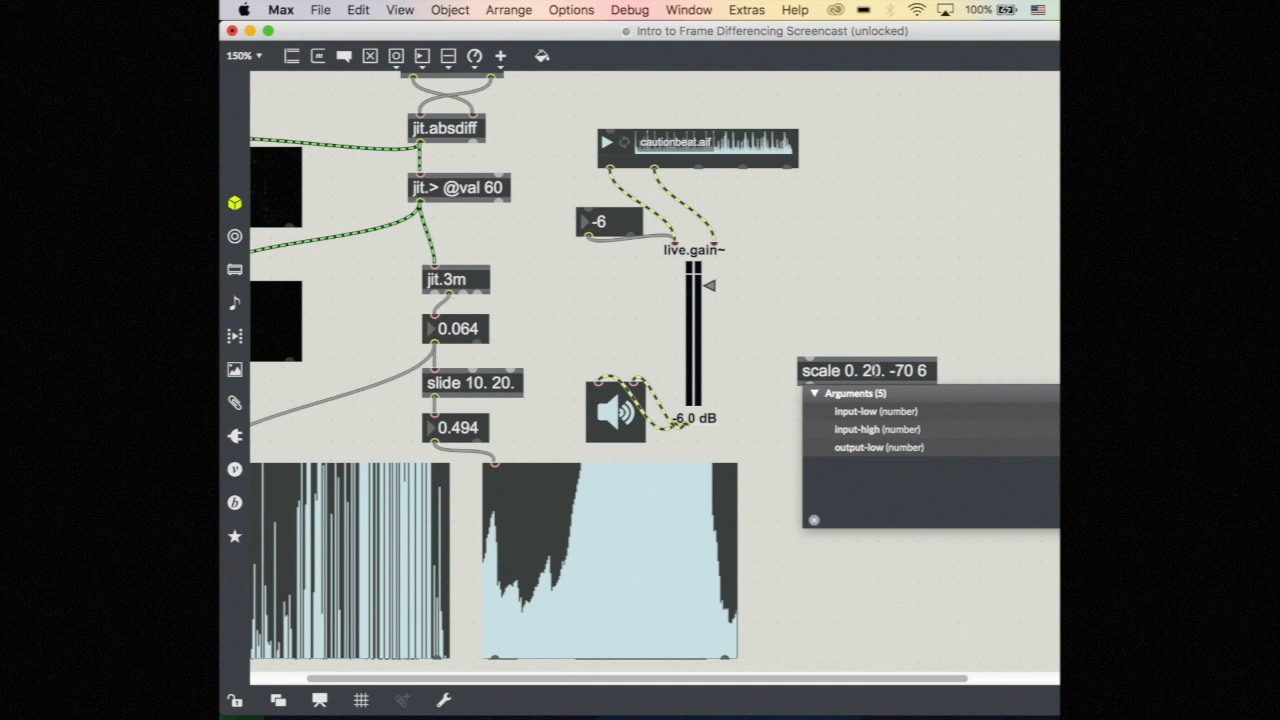 Max File Edit View Object Arrange Options Debug Window Extras Help 100%
Intro to Frame Differencing Screencast (unlocked)
150%
jit.absdiff
cautionbeat.aif
jit.> @val 60
-6
live.gain~
jit.3m
0.064
scale 0. 20. -70 6
slide 10. 20.
Arguments (5)
input-low (number)
-6.0 dB
0.494
input-high (number)
output-low (number)